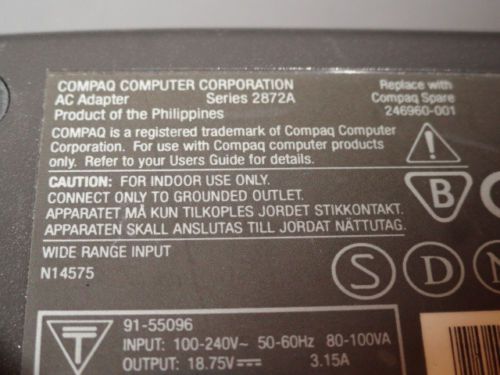 COMPAQ COMPUTER CORPORATION
AC Adapter Series 2872A
Product of the Philippines
Replace with
Compaq Spare
246960-001
COMPAQ is a registered trademark of Compaq Computer
Corporation. For use with Compaq computer products
only. Refer to your Users Guide for details.
CAUTION: FOR INDOOR USE ONLY.
CONNECT ONLY TO GROUNDED OUTLET.
APPARATET MÅ KUN TILKOPLES JORDET STIKKONTAKT.
APPARATEN SKALL ANSLUTAS TILL JORDAT NÄTTUTAG.
B
WIDE RANGE INPUT
N14575
S D N
T
91-55096
INPUT: 100-240V~ 50-60Hz 80-100VA
OUTPUT: 18.75V 3.15A